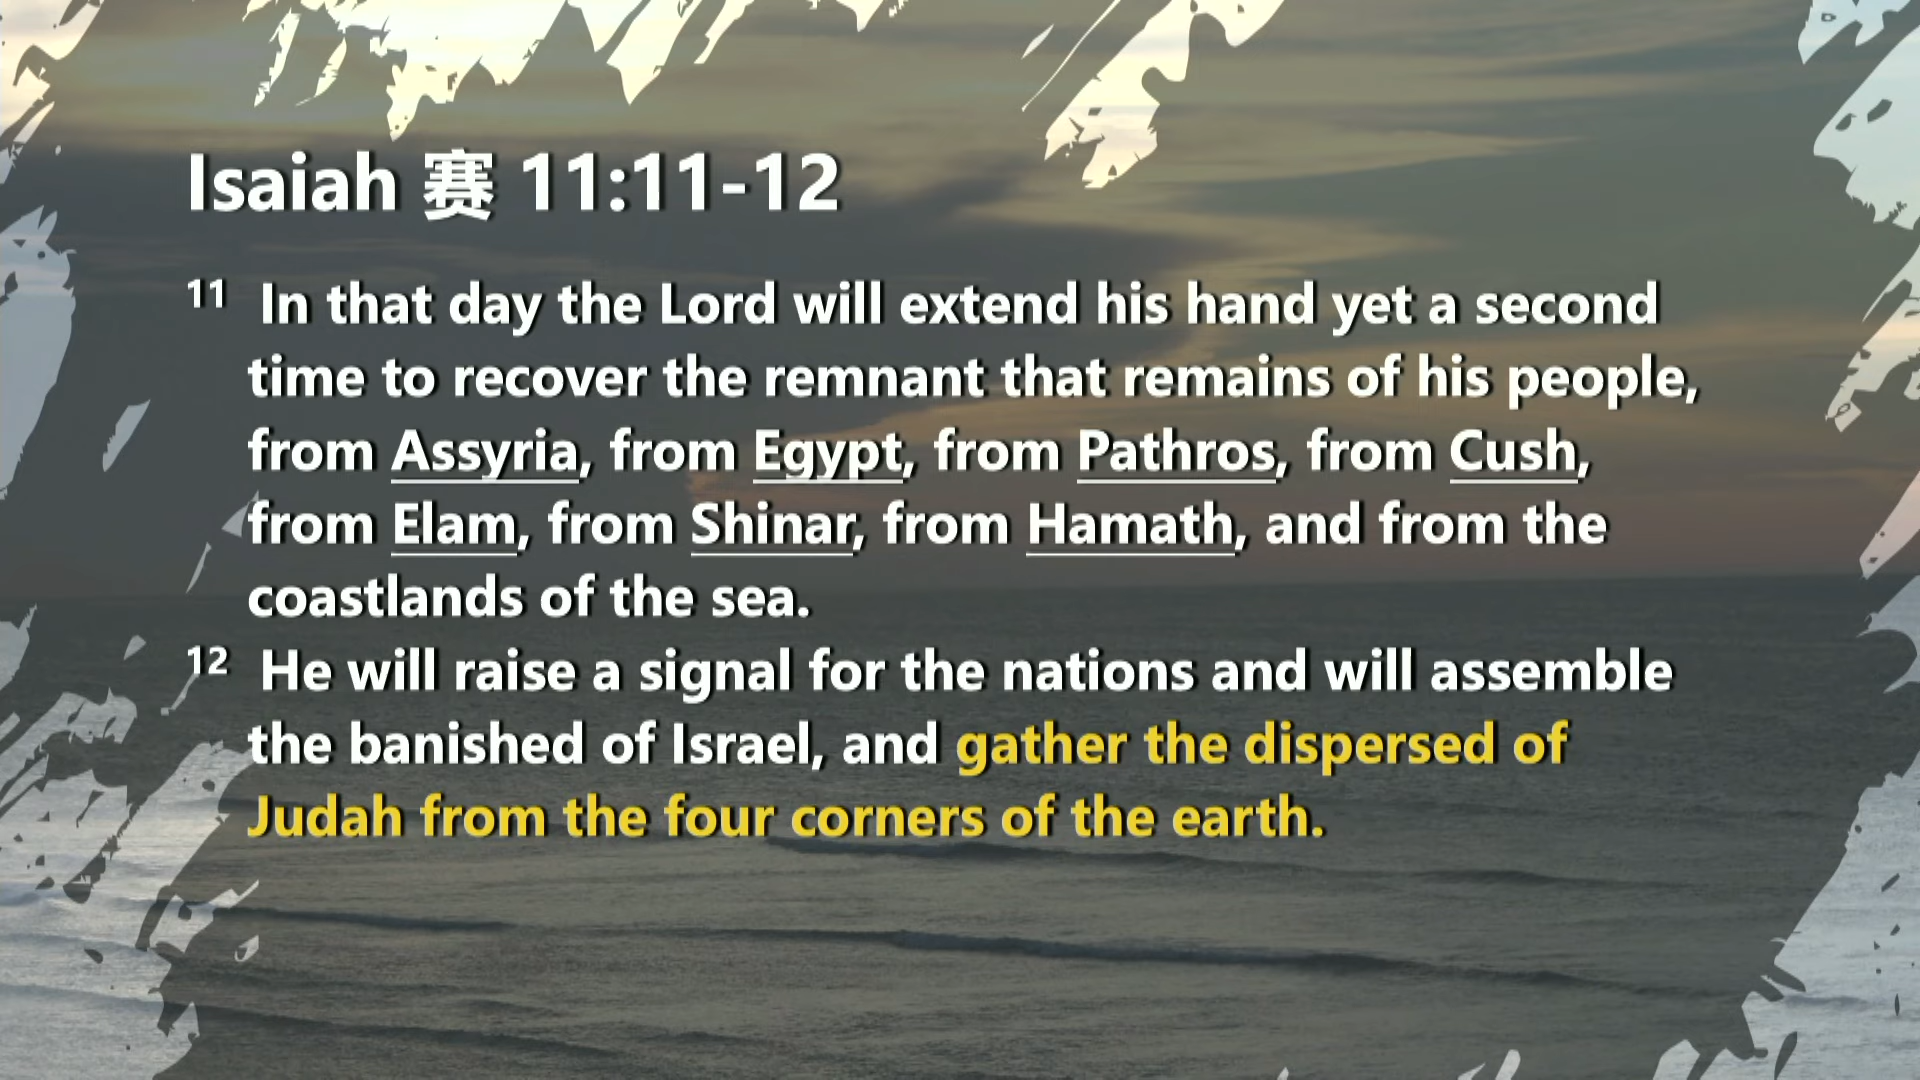 Isaiah 赛 11:11-12
11 In that day the Lord will extend his hand yet a second
time to recover the remnant that remains of his people,
from Assyria, from Egypt, from Pathros, from Cush,
from Elam, from Shinar, from Hamath, and from the
coastlands of the sea.
12 He will raise a signal for the nations and will assemble
the banished of Israel, and gather the dispersed of
Judah from the four corners of the earth.